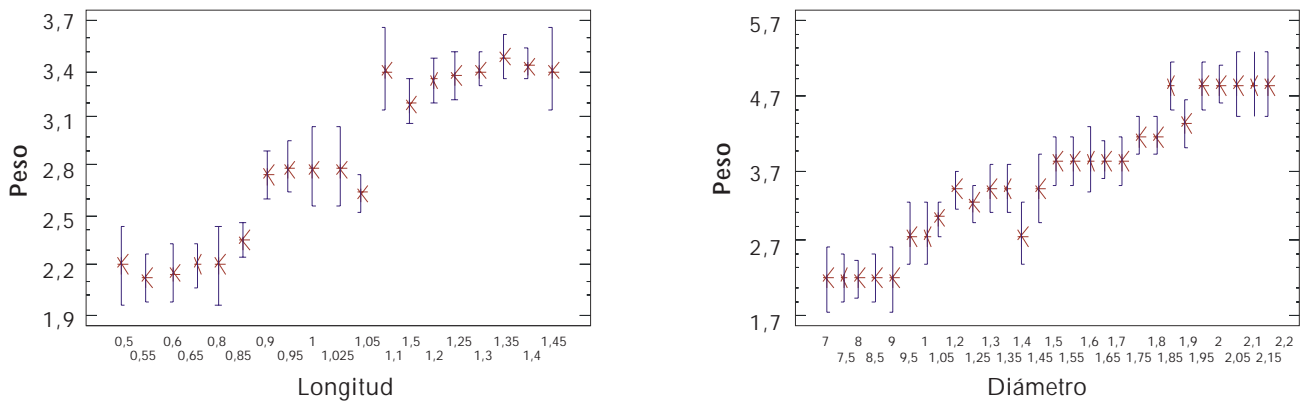 3,7
3,4
3,1
2,8
2,5
2,2
1,9
Peso
0,5 0,6 0,8 0,9 1 1,05 1,5 1,25 1,35 1,45
0,55 0,65 0,85 0,95 1,025 1,1 1,2 1,3 1,4
Longitud
5,7
4,7
3,7
2,7
1,7
Peso
7 8 9 1 1,2 1,3 1,4 1,5 1,6 1,7 1,8 1,9 2 2,1 2,2
7,5 8,5 9,5 1,05 1,25 1,35 1,45 1,55 1,65 1,75 1,85 1,95 2,05 2,15
Diámetro